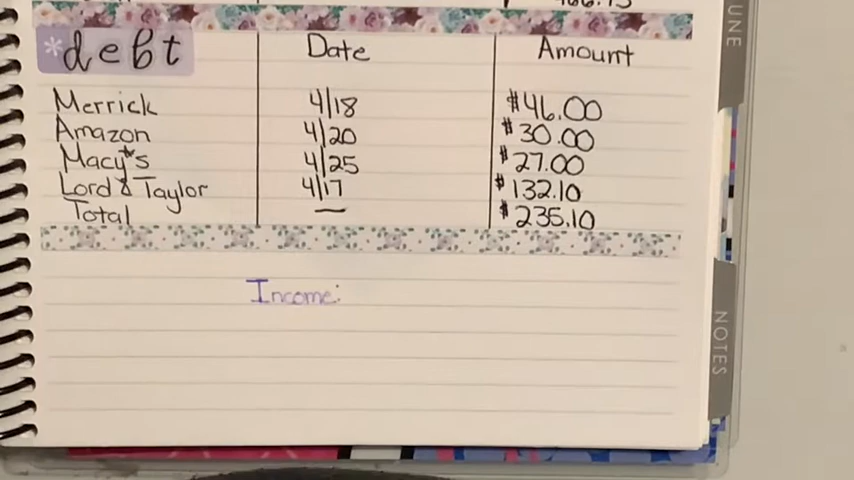 *debt Date Amount
Merrick 4/18 $46.00
Amazon 4/20 $30.00
Macy*s 4/25 $27.00
Lord & Taylor 4/17 $132.10
Total — $235.10
Income:
UNE
NOTES